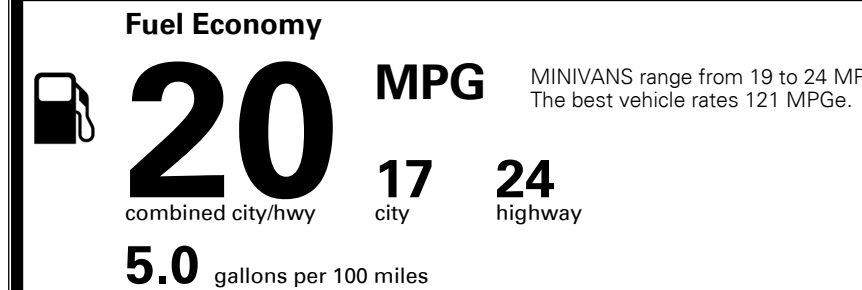 Fuel Economy
20 MPG
MINIVANS range from 19 to 24
The best vehicle rates 121 MPGe.
combined city/hwy
17
city
24
highway
5.0 gallons per 100 miles